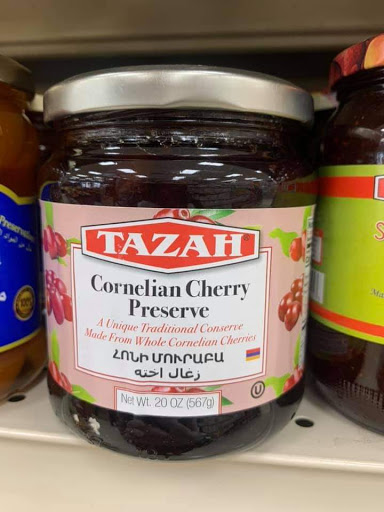 TAZAH®
Cornelian Cherry
Preserve
A Unique Traditional Conserve
Made From Whole Cornelian Cherries
ՀՈՆԻ ՄՈՒՐԱԲԱ
زغال اخته
U
Net Wt. 20 OZ (567g)